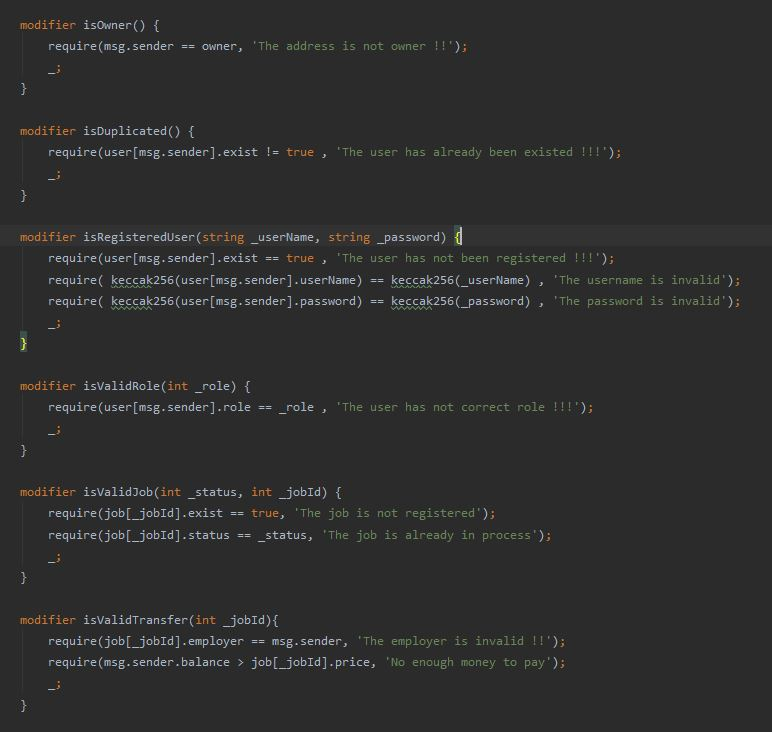 modifier isOwner() {
require(msg.sender == owner, 'The address is not owner !!');
_;
}
modifier isDuplicated() {
require(user[msg.sender].exist != true , 'The user has already been existed !!!');
_;
}
modifier isRegisteredUser(string _userName, string _password) {
require(user[msg.sender].exist == true , 'The user has not been registered !!!');
require( keccak256(user[msg.sender].userName) == keccak256(_userName) , 'The username is invalid');
require( keccak256(user[msg.sender].password) == keccak256(_password) , 'The password is invalid');
_;
}
modifier isValidRole(int _role) {
require(user[msg.sender].role == _role , 'The user has not correct role !!!');
_;
}
modifier isValidJob(int _status, int _jobId) {
require(job[_jobId].exist == true, 'The job is not registered');
require(job[_jobId].status == _status, 'The job is already in process');
_;
}
modifier isValidTransfer(int _jobId){
require(job[_jobId].employer == msg.sender, 'The employer is invalid !!');
require(msg.sender.balance > job[_jobId].price, 'No enough money to pay');
_;
}